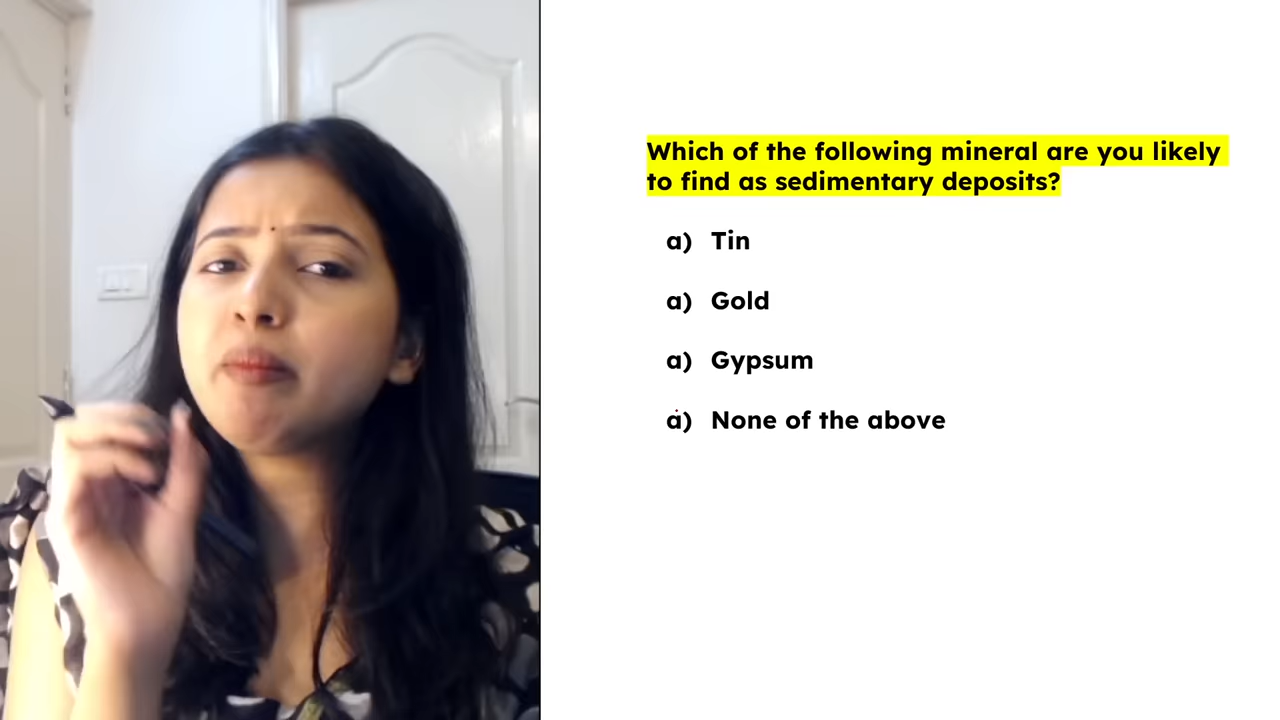 Which of the following mineral are you likely
to find as sedimentary deposits?
a) Tin
a) Gold
a) Gypsum
a) None of the above